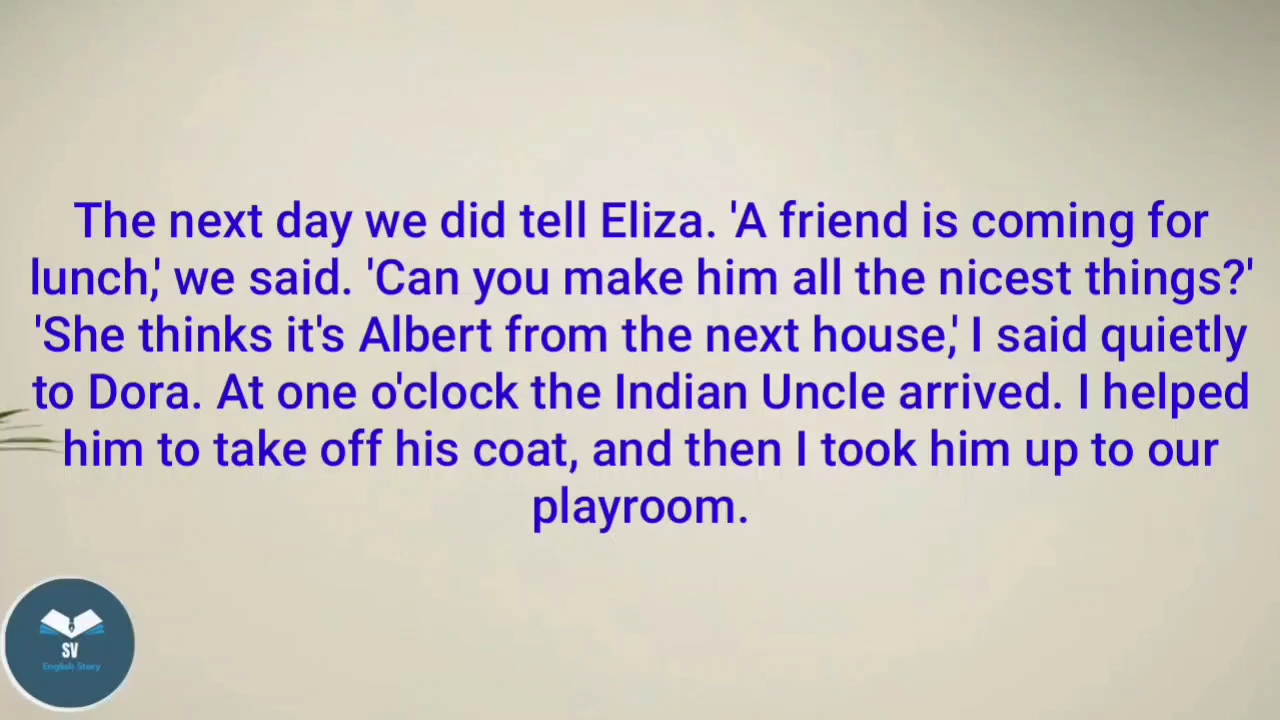 The next day we did tell Eliza. 'A friend is coming for
lunch,' we said. 'Can you make him all the nicest things?'
'She thinks it's Albert from the next house,' I said quietly
to Dora. At one o'clock the Indian Uncle arrived. I helped
him to take off his coat, and then I took him up to our
playroom.
SV
English Story